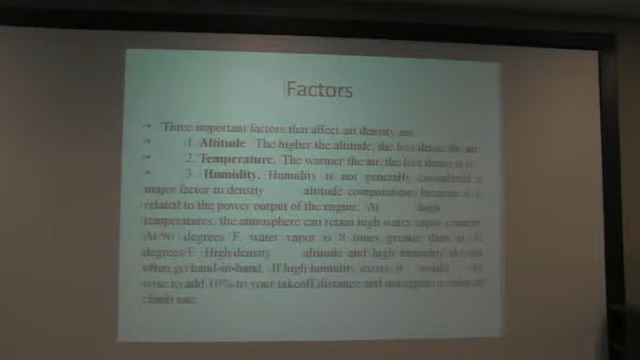 Factors
• Three important factors that affect air density are
• 1. Altitude The higher the altitude, the less dense the air
• 2. Temperature. The warmer the air, the less dense it is
• 3 Humidity. Humidity is not generally considered a
major factor in density altitude computations because it is
related to the power output of the engine. At high
temperatures, the atmosphere can retain high water vapor content
At 96 degrees F. water vapor is 8 times greater than at
degrees F. High density altitude and high humidity do not
often go hand-in-hand. If high humidity exists it would be
wise to add 10% to your takeoff distance and anticipate a reduced
climb rate